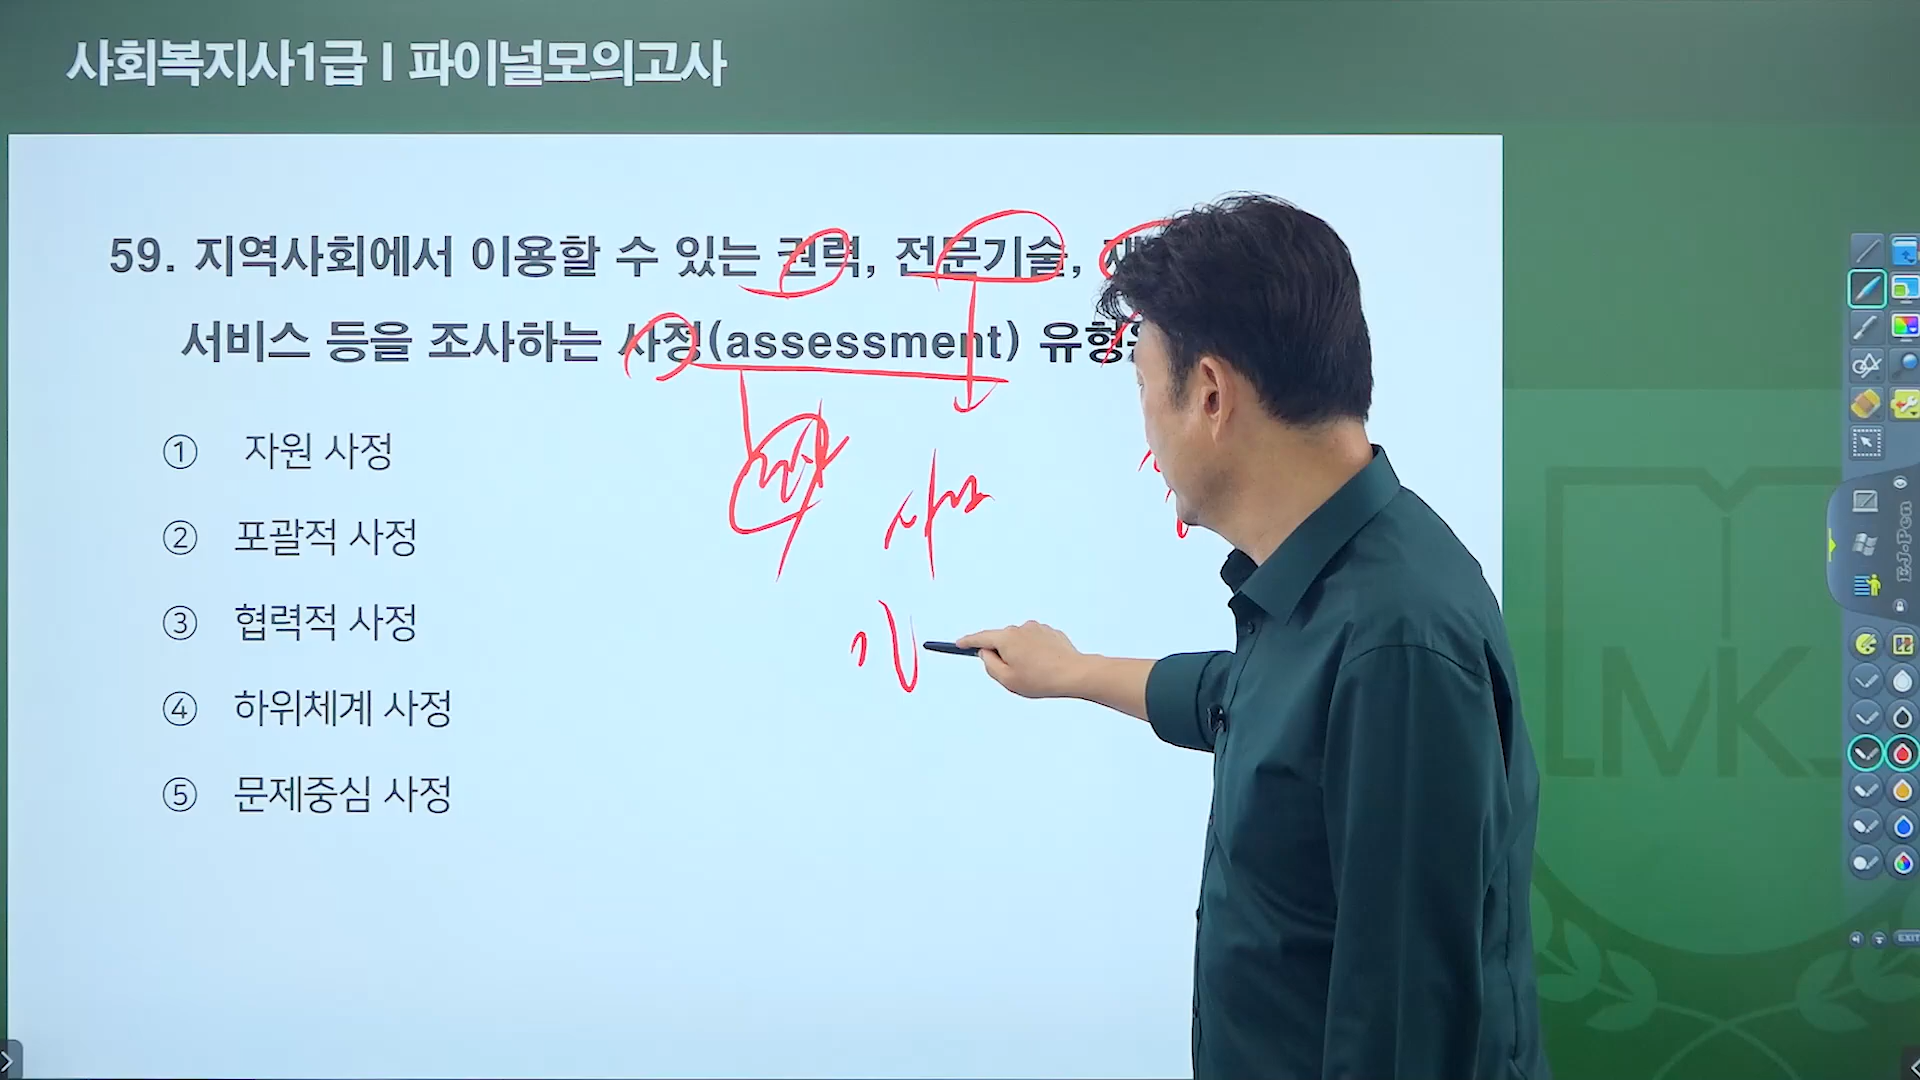 사회복지사1급 I 파이널모의고사
59. 지역사회에서 이용할 수 있는 권력, 전문기술,
서비스 등을 조사하는 사정(assessment) 유형
① 자원 사정
② 포괄적 사정
③ 협력적 사정
④ 하위체계 사정
⑤ 문제중심 사정
MK
EJ-Pen
EXIT